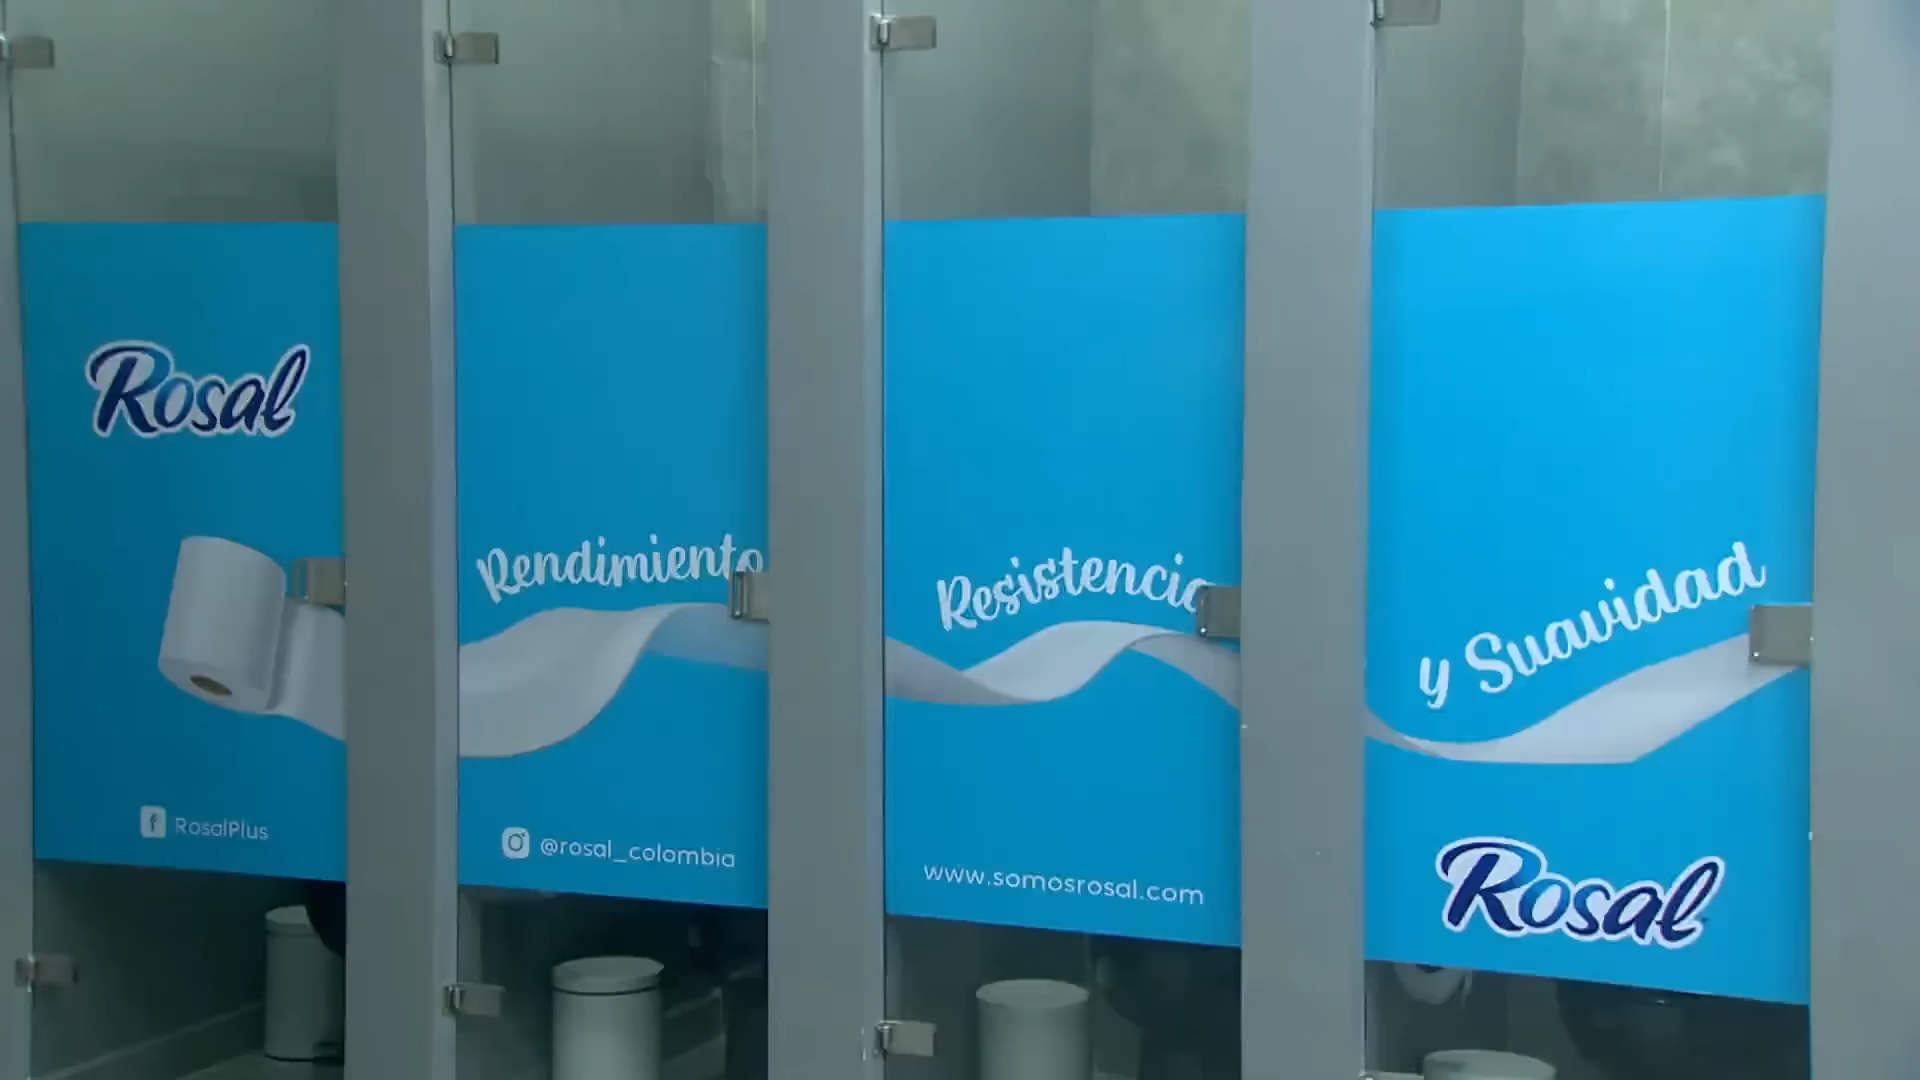 Rosal
RosalPlus
Rendimiento
@rosal_colombia
Resistencia
www.somosrosal.com
y Suavidad
Rosal